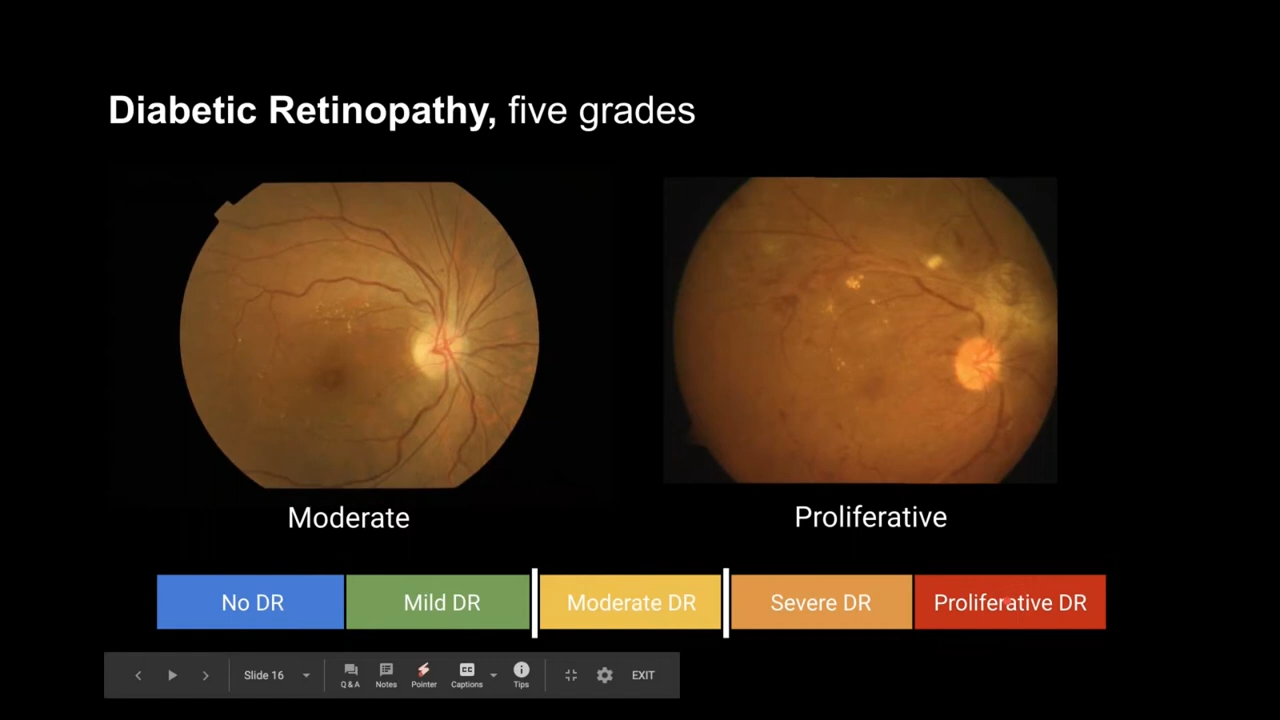 Diabetic Retinopathy, five grades
Moderate
Proliferative
No DR
Mild DR
Moderate DR
Severe DR
Proliferative DR
Slide 16
Q & A
Notes
Pointer
CC
Captions
Tips
EXIT